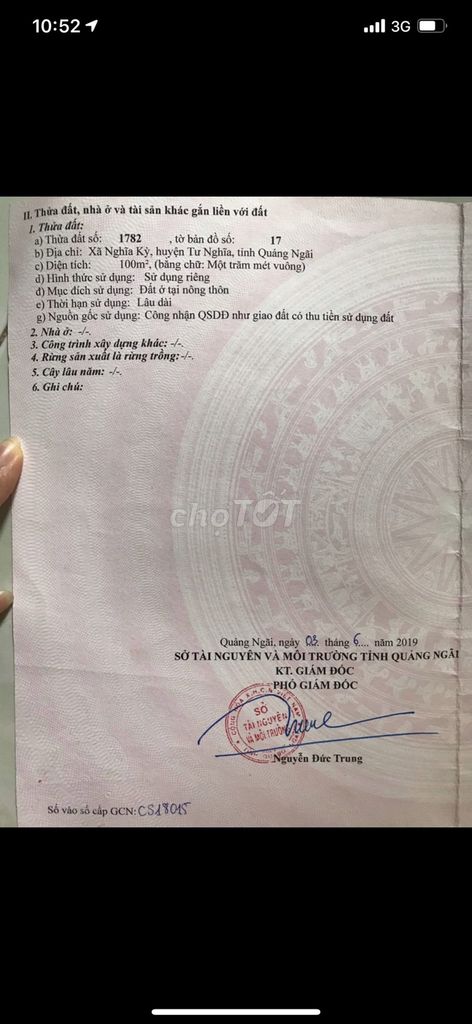 10:52
3G
II. Thửa đất, nhà ở và tài sản khác gắn liền với đất
1. Thửa đất:
a) Thửa đất số: 1782 , tờ bản đồ số: 17
b) Địa chỉ: Xã Nghĩa Kỳ, huyện Tư Nghĩa, tỉnh Quảng Ngãi
c) Diện tích: 100m², (bằng chữ: Một trăm mét vuông)
d) Hình thức sử dụng: Sử dụng riêng
đ) Mục đích sử dụng: Đất ở tại nông thôn
e) Thời hạn sử dụng: Lâu dài
g) Nguồn gốc sử dụng: Công nhận QSDĐ như giao đất có thu tiền sử dụng đất
2. Nhà ở: -/-.
3. Công trình xây dựng khác: -/-.
4. Rừng sản xuất là rừng trồng: -/-.
5. Cây lâu năm: -/-.
6. Ghi chú:
chợTỐT
Quảng Ngãi, ngày 03. tháng 6.... năm 2019
SỞ TÀI NGUYÊN VÀ MÔI TRƯỜNG TỈNH QUẢNG NGÃI
KT. GIÁM ĐỐC
PHÓ GIÁM ĐỐC
SỞ
TÀI NGUYÊN
VÀ MÔI TRƯỜNG
Nguyễn Đức Trung
Số vào sổ cấp GCN: CS18015